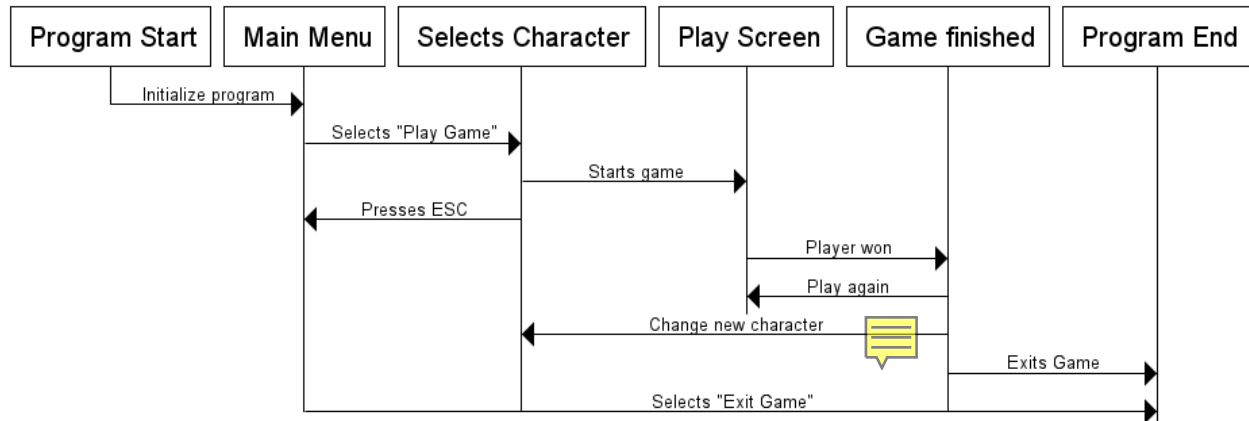 Program Start
Main Menu
Selects Character
Play Screen
Game finished
Program End
Initialize program
Selects "Play Game"
Starts game
Presses ESC
Player won
Play again
Change new character
Exits Game
Selects "Exit Game"